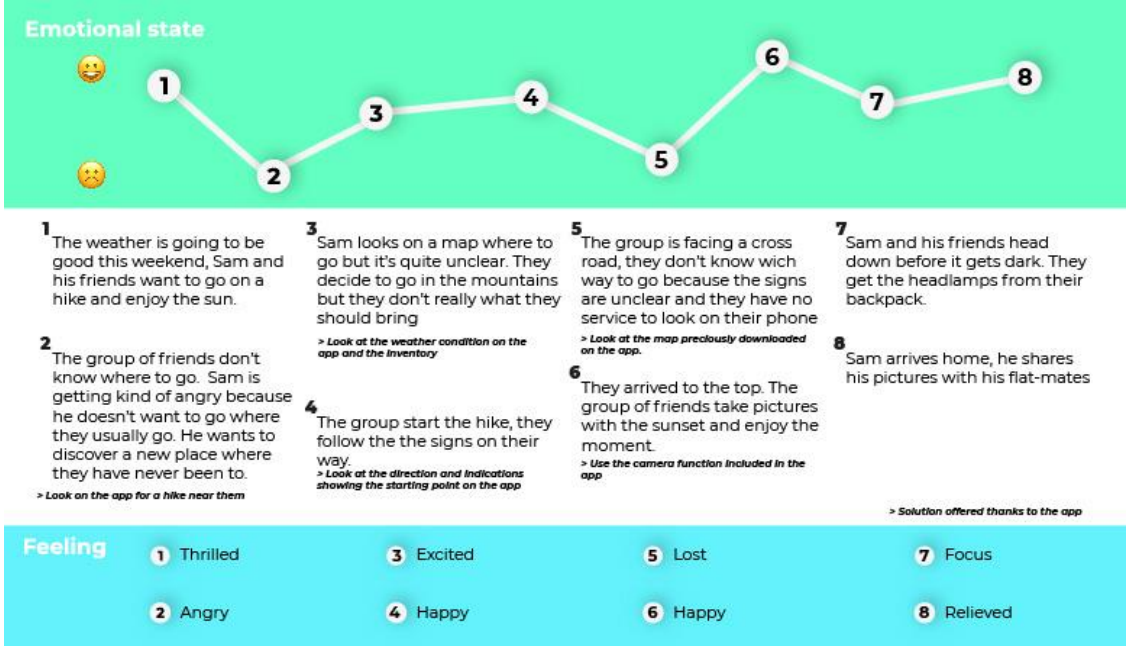 Emotional state
1
2
3
4
5
6
7
8
1
The weather is going to be
good this weekend, Sam and
his friends want to go on a
hike and enjoy the sun.
2
The group of friends don't
know where to go. Sam is
getting kind of angry because
he doesn't want to go where
they usually go. He wants to
discover a new place where
they have never been to.
> Look on the app for a hike near them
3
Sam looks on a map where to
go but it's quite unclear. They
decide to go in the mountains
but they don't really what they
should bring
> Look at the weather condition on the
app and the inventory
4
The group start the hike, they
follow the the signs on their
way.
> Look at the direction and indications
showing the starting point on the app
5
The group is facing a cross
road, they don't know wich
way to go because the signs
are unclear and they have no
service to look on their phone
> Look at the map preciously downloaded
on the app.
6
They arrived to the top. The
group of friends take pictures
with the sunset and enjoy the
moment.
> Use the camera function included in the
app
7
Sam and his friends head
down before it gets dark. They
get the headlamps from their
backpack.
8
Sam arrives home, he shares
his pictures with his flat-mates
> Solution offered thanks to the app
Feeling
1 Thrilled
2 Angry
3 Excited
4 Happy
5 Lost
6 Happy
7 Focus
8 Relieved